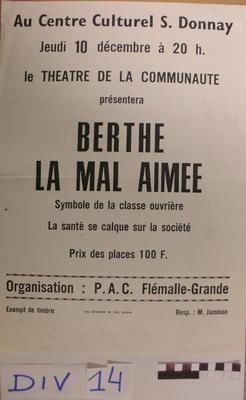 Au Centre Culturel S. Donnay
Jeudi 10 décembre à 20 h.
le THEATRE DE LA COMMUNAUTE
présentera
BERTHE
LA MAL AIMEE
Symbole de la classe ouvrière
La santé se calque sur la société
Prix des places 100 F.
Organisation : P.A.C. Flémalle-Grande
Exempt de timbre
Resp. : M. Jaminon
DIV 14